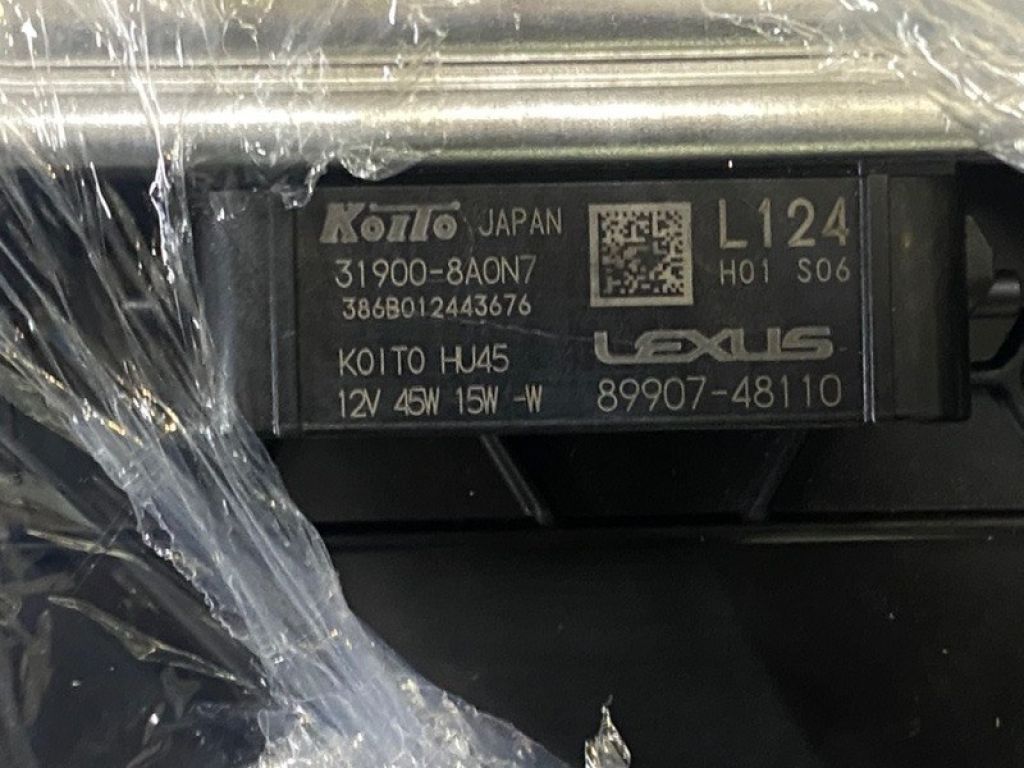 KOITO JAPAN
31900-8A0N7
386B012443676
KOITO HU45
12V 45W 15W -W
L124
H01 S06
LEXUS
89907-48110